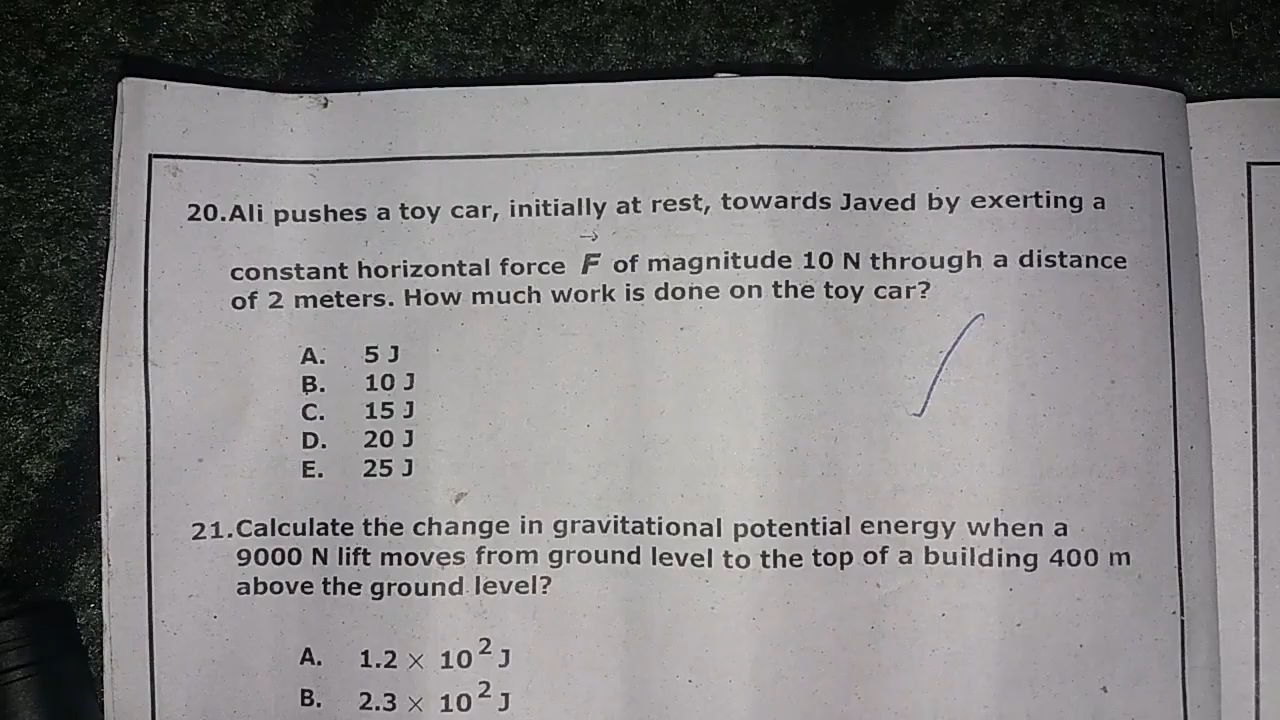 20.Ali pushes a toy car, initially at rest, towards Javed by exerting a
constant horizontal force F⃗ of magnitude 10 N through a distance
of 2 meters. How much work is done on the toy car?
A. 5 J
B. 10 J
C. 15 J
D. 20 J
E. 25 J
21.Calculate the change in gravitational potential energy when a
9000 N lift moves from ground level to the top of a building 400 m
above the ground level?
A. 1.2 × 10² J
B. 2.3 × 10² J